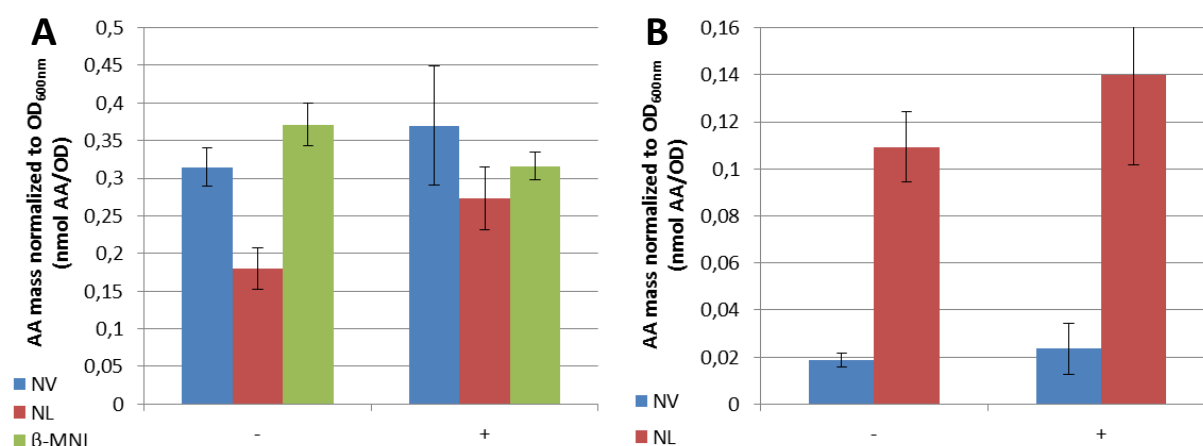 A
AA mass normalized to OD600nm
(nmol AA/OD)
0,5
0,45
0,4
0,35
0,3
0,25
0,2
0,15
0,1
0,05
0
NV
NL
β-MNL
-
+
B
AA mass normalized to OD600nm
(nmol AA/OD)
0,16
0,14
0,12
0,1
0,08
0,06
0,04
0,02
0
NV
NL
-
+